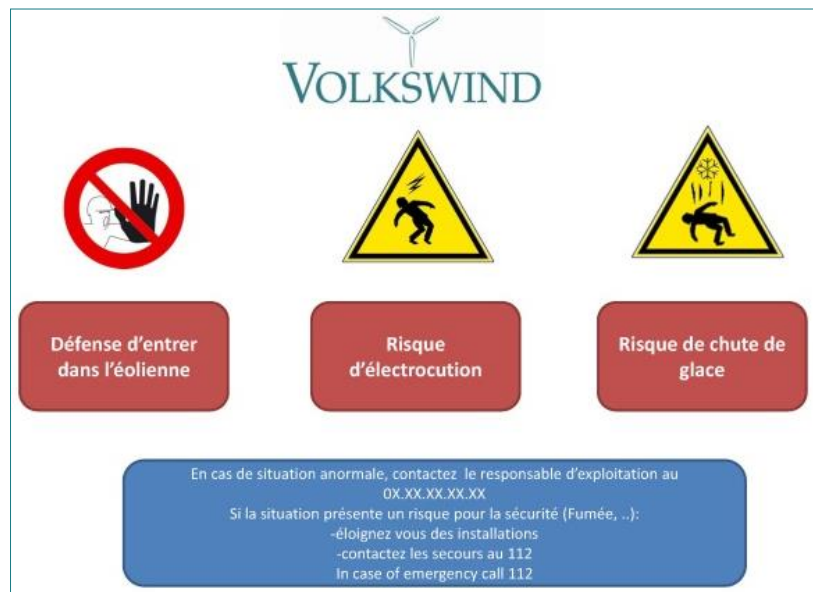 VOLKSWIND
Défense d'entrer
dans l'éolienne
Risque
d'électrocution
Risque de chute de
glace
En cas de situation anormale, contactez le responsable d'exploitation au
0X.XX.XX.XX.XX
Si la situation présente un risque pour la sécurité (Fumée, ..):
-éloignez vous des installations
-contactez les secours au 112
In case of emergency call 112